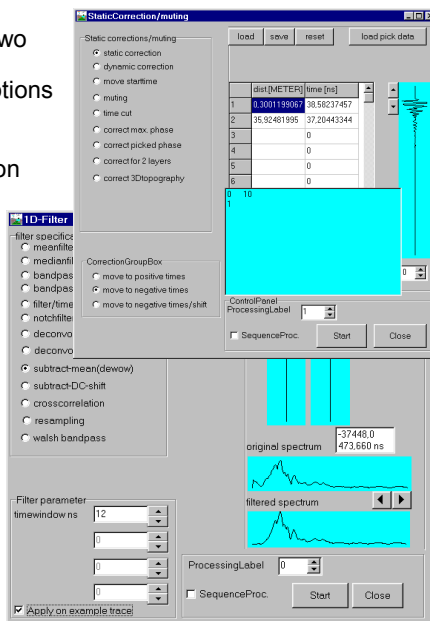 wo
ptions
on
StaticCorrection/muting
Static corrections/muting
static correction
dynamic correction
move starttime
muting
time cut
correct max. phase
correct picked phase
correct for 2 layers
correct 3Dtopography
load save reset load pick data
dist.[METER] time [ns]
1 0,3001199067 38,58237457
2 35,92481995 37,20443344
3 0
4 0
5 0
6 0
0 10
1
CorrectionGroupBox
move to positive times
move to negative times
move to negative times/shift
0
ControlPanel
ProcessingLabel 1
SequenceProc. Start Close
1D-Filter
filter specifica
meanfilte
medianfil
bandpas
bandpas
filter/time
notchfilte
deconvo
deconvo
subtract-mean(dewow)
subtract-DC-shift
crosscorrelation
resampling
walsh bandpass
-37448,0
473,660 ns
original spectrum
filtered spectrum
Filter parameter
timewindow ns 12
0
0
0
Apply on example trace
ProcessingLabel 0
SequenceProc. Start Close